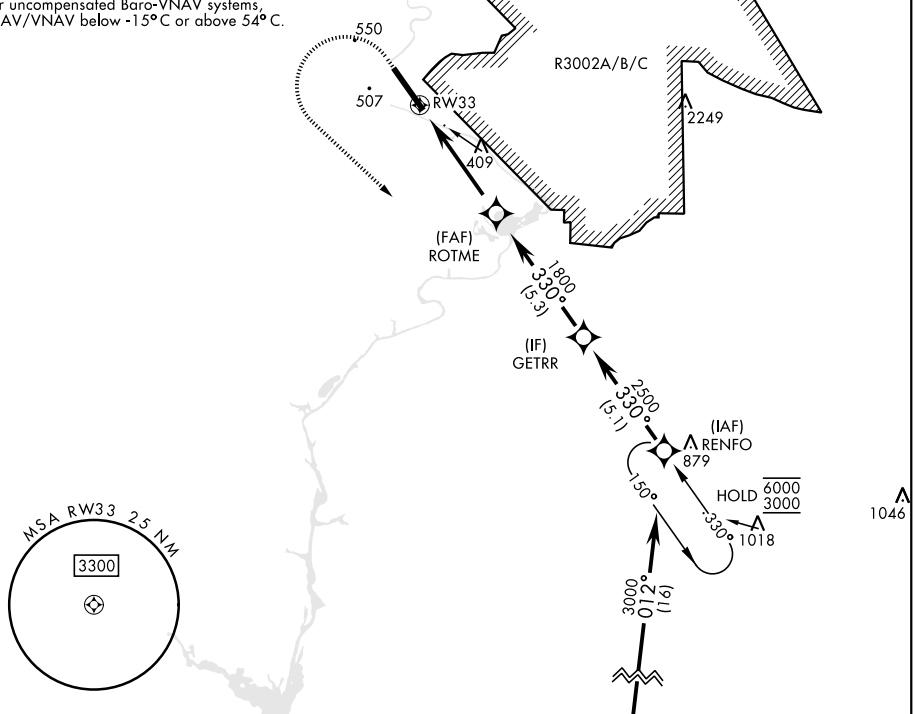 r uncompensated Baro-VNAV systems,
AV/VNAV below -15°C or above 54°C.
550
R3002A/B/C
507
RW33
2249
409
(FAF)
ROTME
1800
330°
(5.3)
(IF)
GETRR
2500
330°
(5.1)
(IAF)
RENFO
879
HOLD 6000
3000
150°
330°
1018
1046
MSA RW33 25 NM
3300
3000
012°
(16)